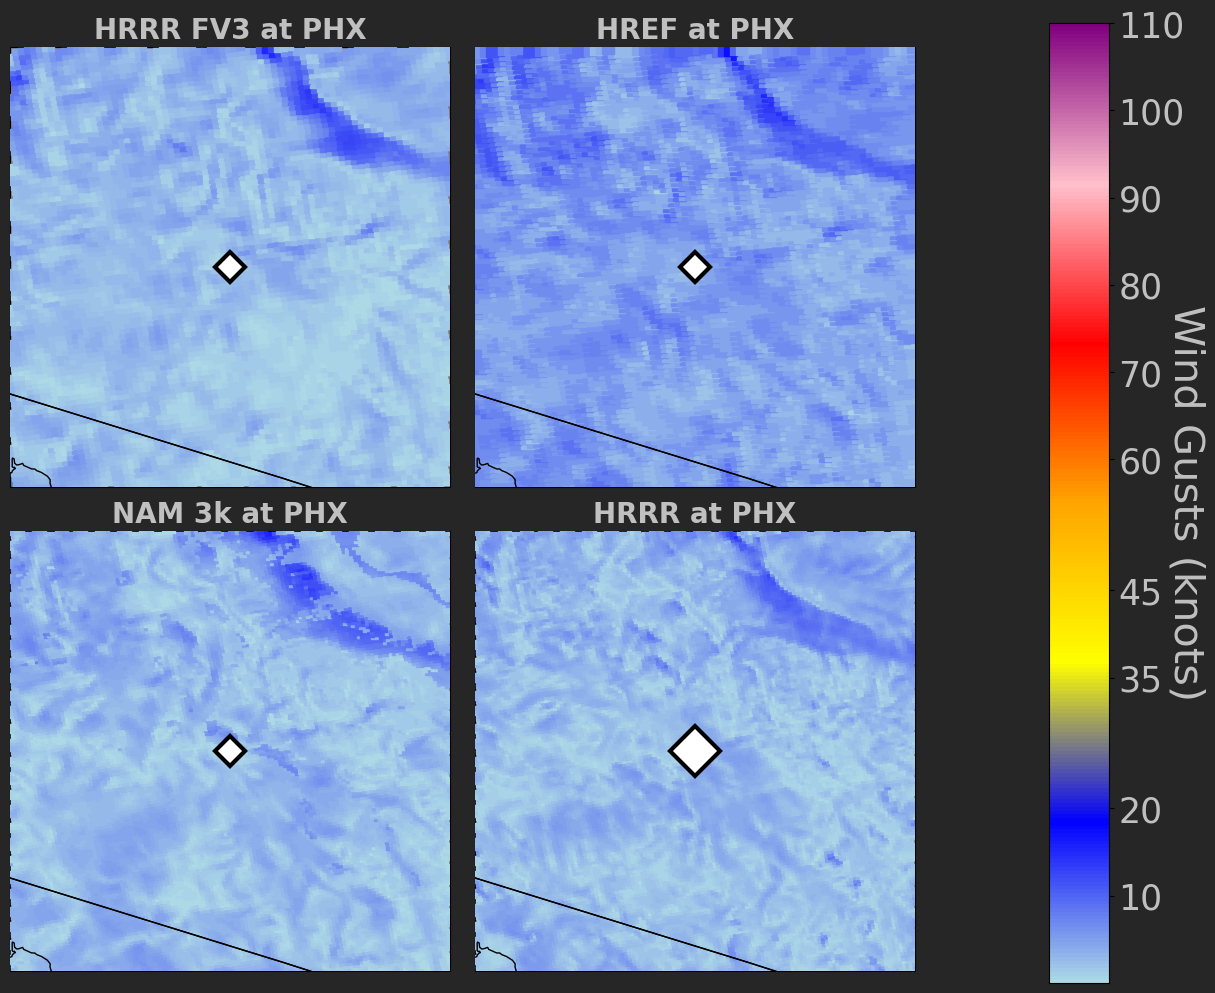 HRRR FV3 at PHX
HREF at PHX
NAM 3k at PHX
HRRR at PHX
110
100
90
80
70
60
45
35
20
10
Wind Gusts (knots)